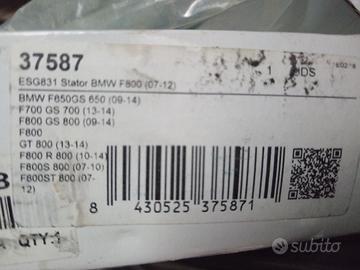 37587
ESG831 Stator BMW F800 (07-12)
1
UDS
BMW F650GS 650 (09-14)
F700 GS 700 (13-14)
F800 GS 800 (09-14)
F800
GT 800 (13-14)
F800 R 800 (10-14)
F800S 800 (07-10)
F800ST 800 (07-
12)
8 430525 375871
QTY:1
subito